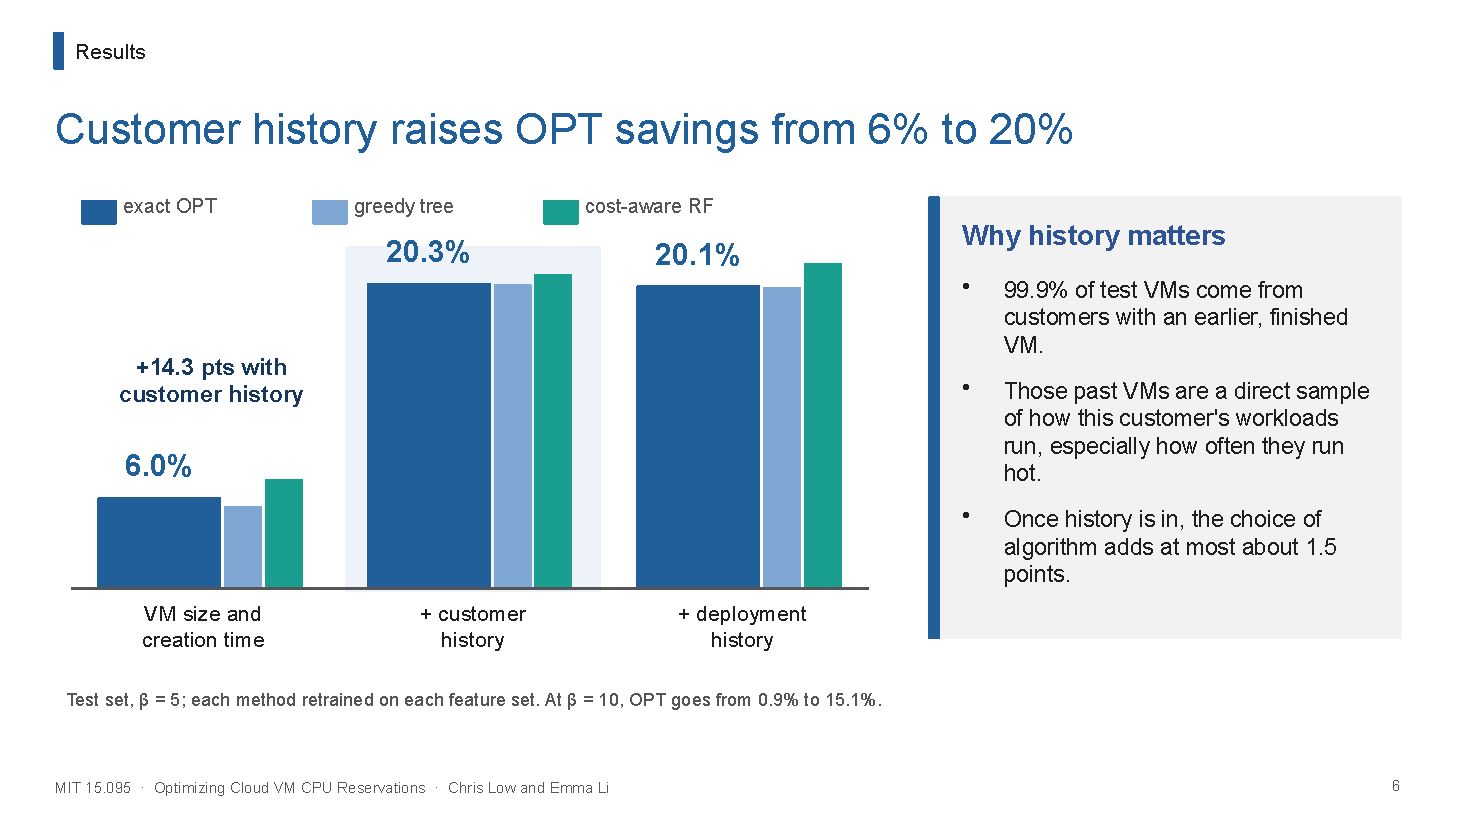 Results
Customer history raises OPT savings from 6% to 20%
exact OPT
greedy tree
cost-aware RF
20.3%
20.1%
+14.3 pts with
customer history
6.0%
VM size and
creation time
+ customer
history
+ deployment
history
Test set, β = 5; each method retrained on each feature set. At β = 10, OPT goes from 0.9% to 15.1%.
Why history matters
• 99.9% of test VMs come from
customers with an earlier, finished
VM.
• Those past VMs are a direct sample
of how this customer's workloads
run, especially how often they run
hot.
• Once history is in, the choice of
algorithm adds at most about 1.5
points.
MIT 15.095 · Optimizing Cloud VM CPU Reservations · Chris Low and Emma Li
6